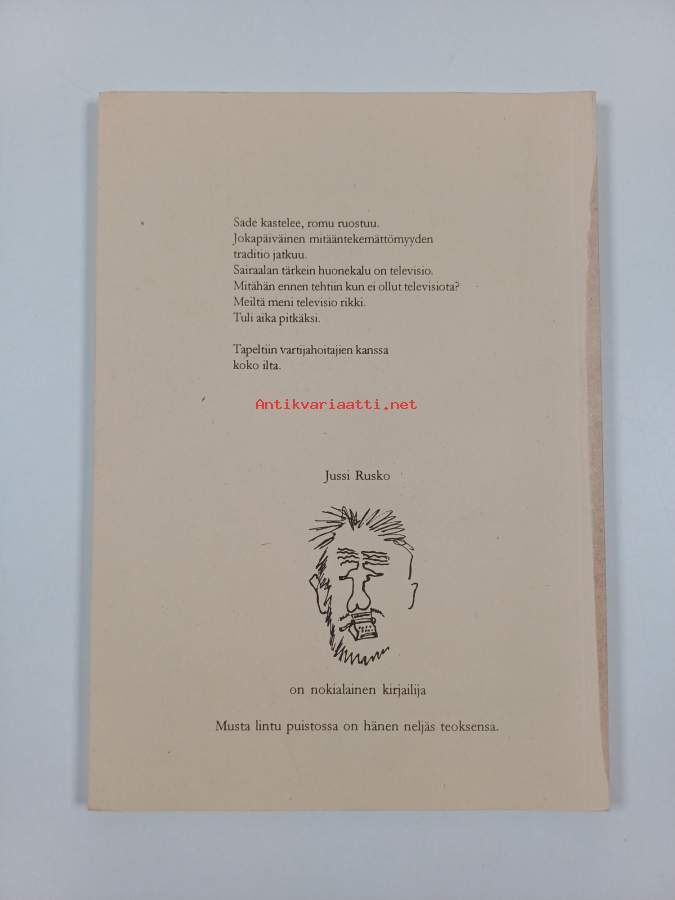 Sade kastelee, romu ruostuu.
Jokapäiväinen mitääntekemättömyyden
traditio jatkuu.
Sairaalan tärkein huonekalu on televisio.
Mitähän ennen tehtiin kun ei ollut televisiota?
Meiltä meni televisio rikki.
Tuli aika pitkäksi.
Tapeltiin vartijahoitajien kanssa
koko ilta.
Antikvariaatti.net
Jussi Rusko
on nokialainen kirjailija
Musta lintu puistossa on hänen neljäs teoksensa.